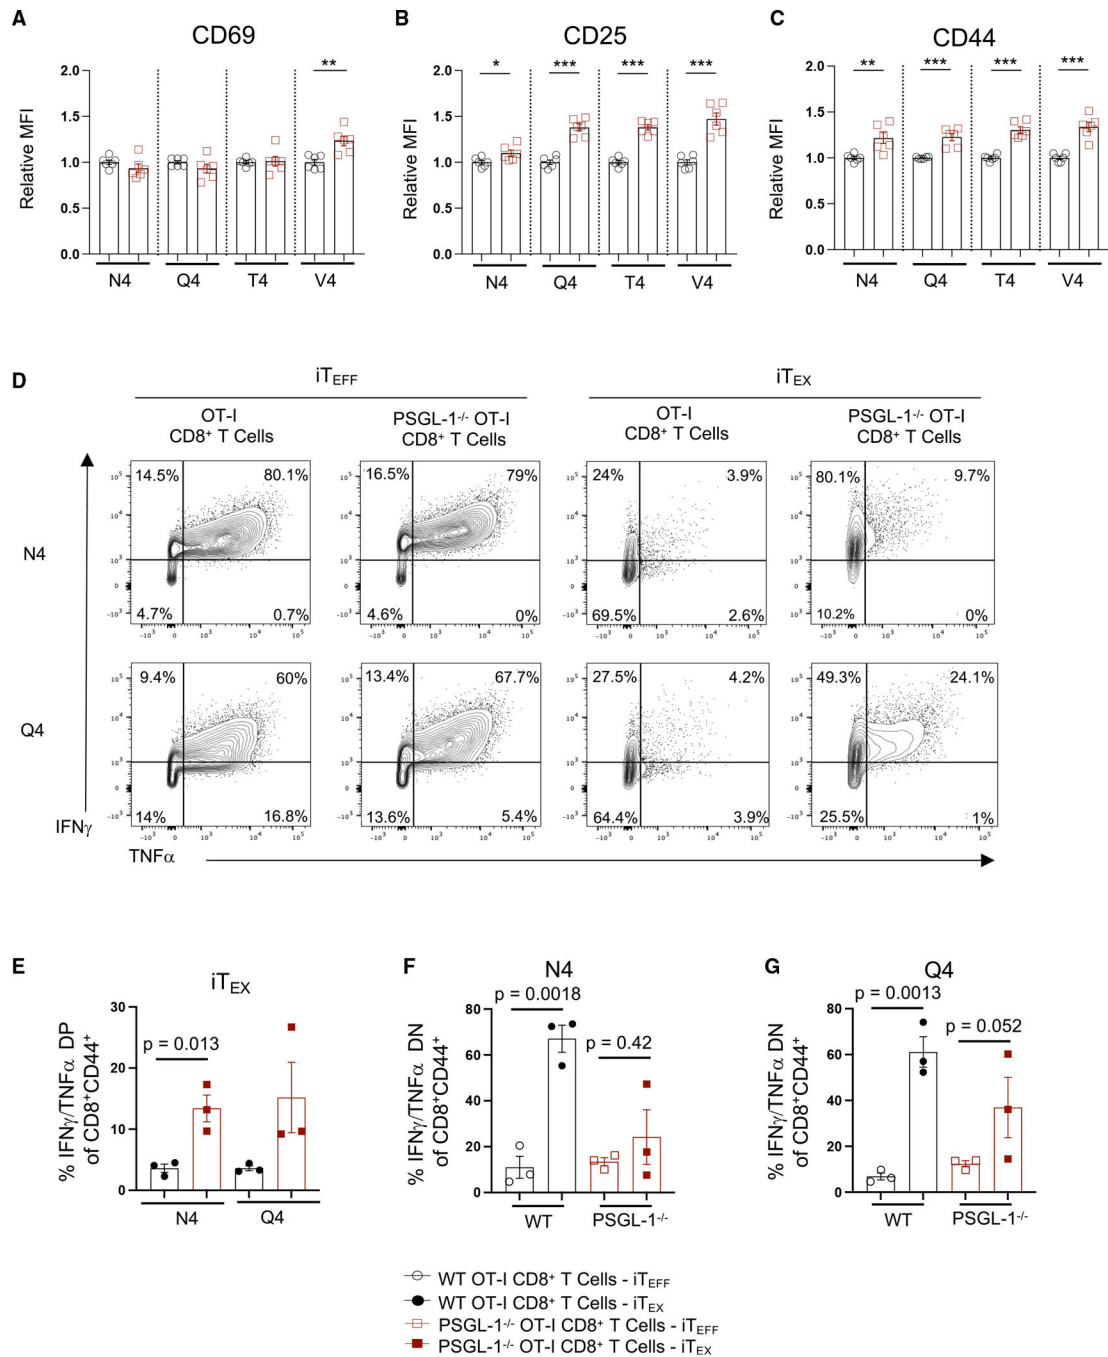 A
CD69
B
CD25
C
CD44
**
* *** *** ***
** *** *** ***
Relative MFI
2.0
1.5
1.0
0.5
0.0
N4 Q4 T4 V4
Relative MFI
2.0
1.5
1.0
0.5
0.0
N4 Q4 T4 V4
Relative MFI
2.0
1.5
1.0
0.5
0.0
N4 Q4 T4 V4
D
iTEFF
iTEX
OT-I
CD8+ T Cells
PSGL-1-/- OT-I
CD8+ T Cells
OT-I
CD8+ T Cells
PSGL-1-/- OT-I
CD8+ T Cells
N4
14.5% 80.1%
4.7% 0.7%
16.5% 79%
4.6% 0%
24% 3.9%
69.5% 2.6%
80.1% 9.7%
10.2% 0%
Q4
9.4% 60%
14% 16.8%
13.4% 67.7%
13.6% 5.4%
27.5% 4.2%
64.4% 3.9%
49.3% 24.1%
25.5% 1%
IFNγ
TNFα
E
iTEX
% IFNγ/TNFα DP
of CD8+CD44+
30
20
10
0
p = 0.013
N4 Q4
F
N4
% IFNγ/TNFα DN
of CD8+CD44+
80
60
40
20
0
p = 0.0018
p = 0.42
WT PSGL-1-/-
G
Q4
% IFNγ/TNFα DN
of CD8+CD44+
80
60
40
20
0
p = 0.0013
p = 0.052
WT PSGL-1-/-
WT OT-I CD8+ T Cells - iTEFF
WT OT-I CD8+ T Cells - iTEX
PSGL-1-/- OT-I CD8+ T Cells - iTEFF
PSGL-1-/- OT-I CD8+ T Cells - iTEX